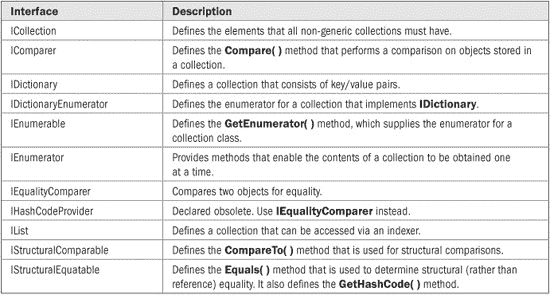 Interface Description
ICollection Defines the elements that all non-generic collections must have.
IComparer Defines the Compare( ) method that performs a comparison on objects stored in
a collection.
IDictionary Defines a collection that consists of key/value pairs.
IDictionaryEnumerator Defines the enumerator for a collection that implements IDictionary.
IEnumerable Defines the GetEnumerator( ) method, which supplies the enumerator for a
collection class.
IEnumerator Provides methods that enable the contents of a collection to be obtained one
at a time.
IEqualityComparer Compares two objects for equality.
IHashCodeProvider Declared obsolete. Use IEqualityComparer instead.
IList Defines a collection that can be accessed via an indexer.
IStructuralComparable Defines the CompareTo( ) method that is used for structural comparisons.
IStructuralEquatable Defines the Equals( ) method that is used to determine structural (rather than
reference) equality. It also defines the GetHashCode( ) method.